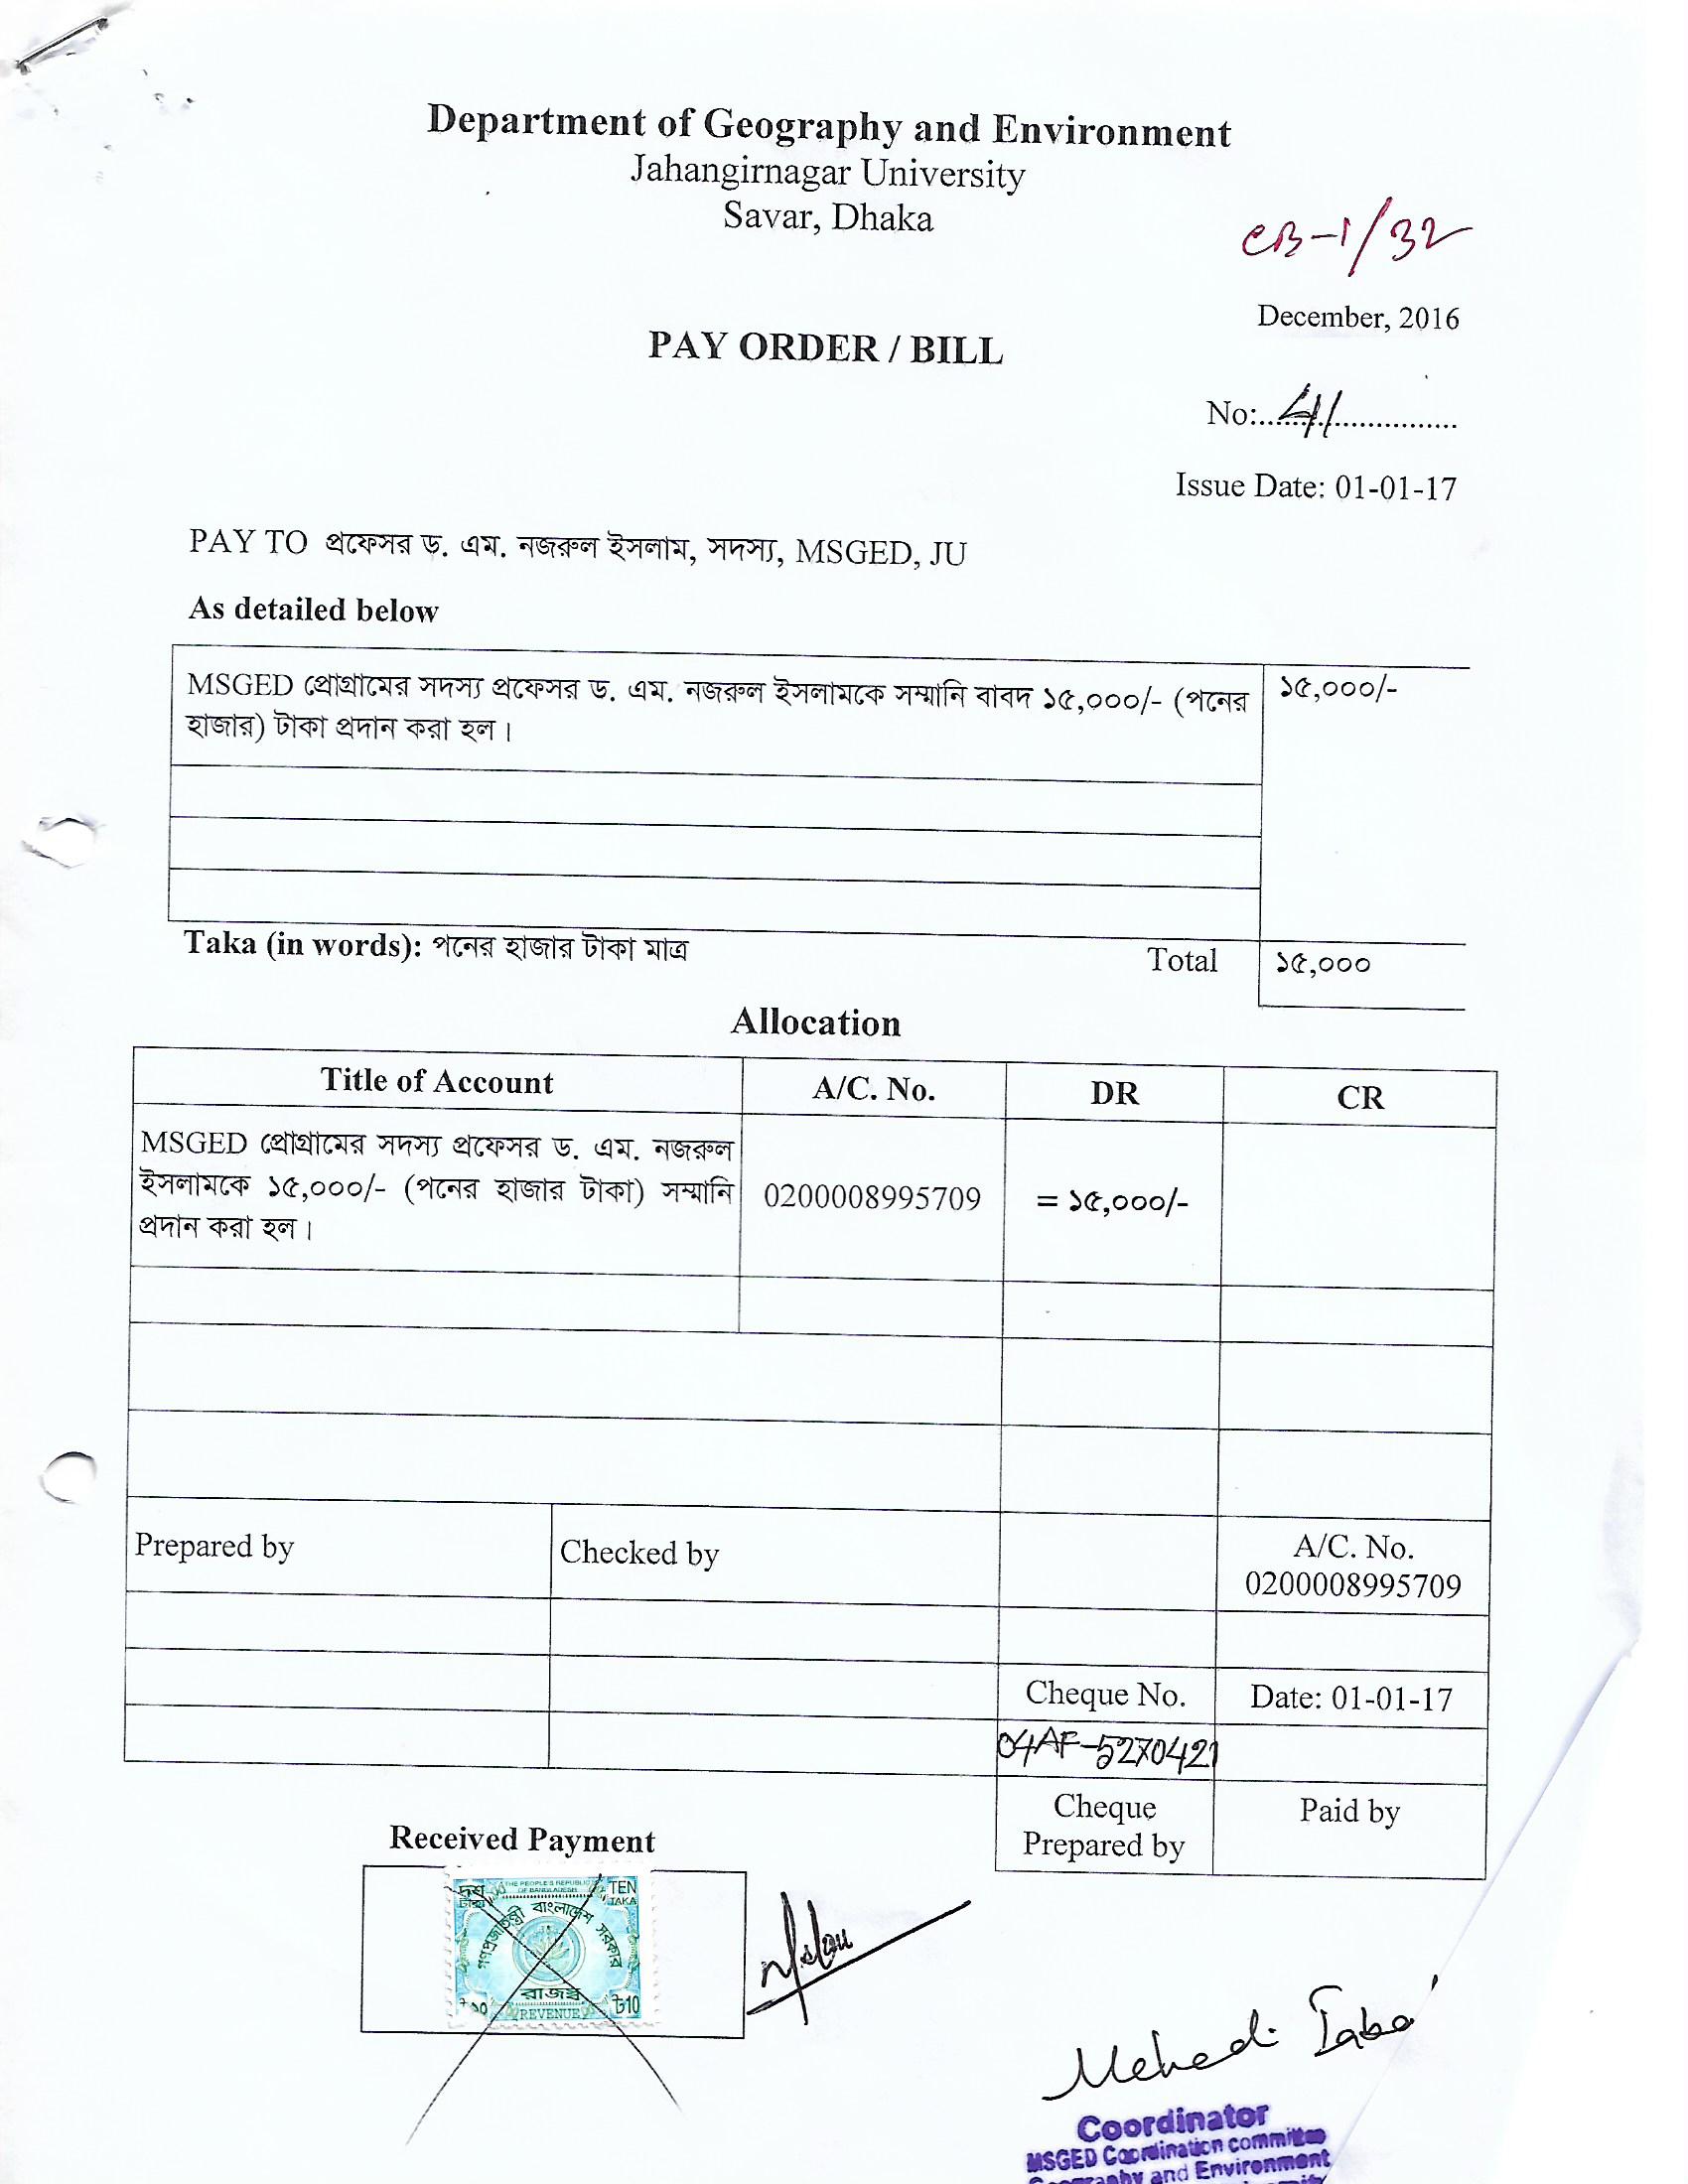 Department of Geography and Environment
Jahangirnagar University
Savar, Dhaka
CB-1/32
December, 2016
PAY ORDER / BILL
No:..41..............
Issue Date: 01-01-17
PAY TO প্রফেসর ড. এম. নজরুল ইসলাম, সদস্য, MSGED, JU
As detailed below
MSGED প্রোগ্রামের সদস্য প্রফেসর ড. এম. নজরুল ইসলামকে সম্মানি বাবদ ১৫,০০০/- (পনের ১৫,০০০/-
হাজার) টাকা প্রদান করা হল।
Taka (in words): পনের হাজার টাকা মাত্র Total ১৫,০০০
Allocation
Title of Account A/C. No. DR CR
MSGED প্রোগ্রামের সদস্য প্রফেসর ড. এম. নজরুল
ইসলামকে ১৫,০০০/- (পনের হাজার টাকা) সম্মানি 0200008995709 = ১৫,০০০/-
প্রদান করা হল।
Prepared by Checked by A/C. No.
0200008995709
Cheque No. Date: 01-01-17
04AF-5270421
Cheque Paid by
Prepared by
Received Payment
দশ টাকা THE PEOPLE'S REPUBLIC OF BANGLADESH TEN TAKA
গণপ্রজাতন্ত্রী বাংলাদেশ সরকার
রাজস্ব
৳১০ REVENUE ৳10
Mehedi
Coordinator
MSGED Coordination committee
Geography and Environment